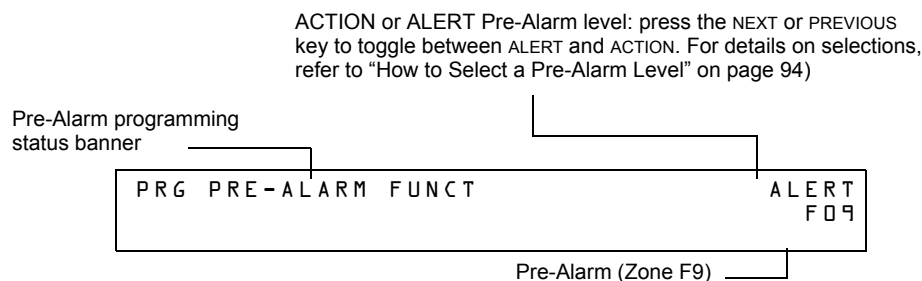 ACTION or ALERT Pre-Alarm level: press the NEXT or PREVIOUS
key to toggle between ALERT and ACTION. For details on selections,
refer to “How to Select a Pre-Alarm Level” on page 94)
Pre-Alarm programming
status banner
PRG PRE-ALARM FUNCT ALERT
F09
Pre-Alarm (Zone F9)